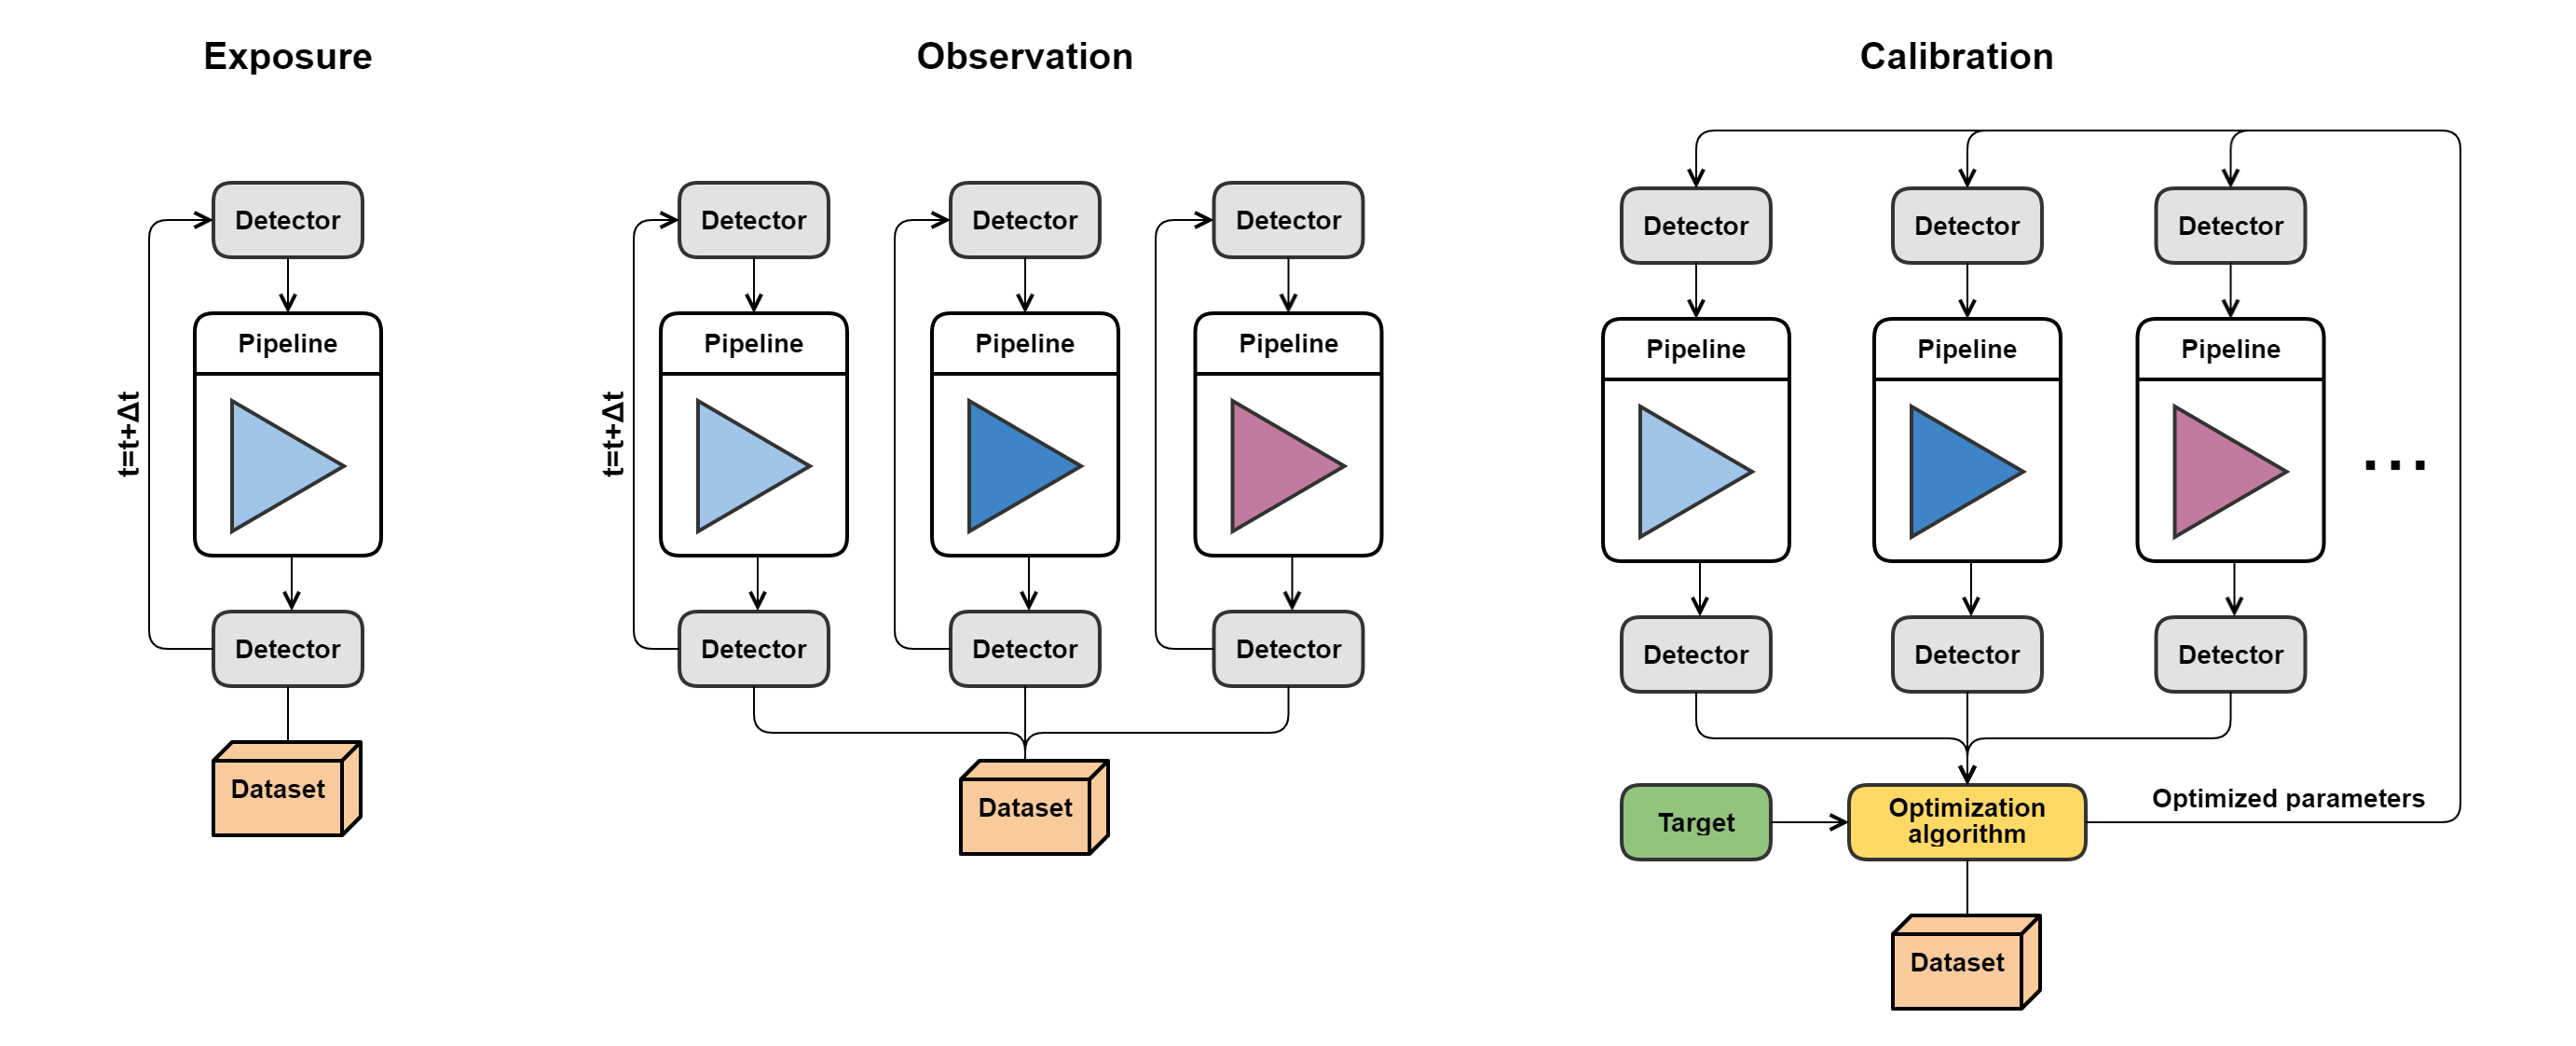 Exposure
Detector
Pipeline
t=t+Δt
Detector
Dataset
Observation
Detector
Detector
Detector
Pipeline
Pipeline
Pipeline
t=t+Δt
Detector
Detector
Detector
Dataset
Calibration
Detector
Detector
Detector
Pipeline
Pipeline
Pipeline
...
Detector
Detector
Detector
Target
Optimization
algorithm
Optimized parameters
Dataset